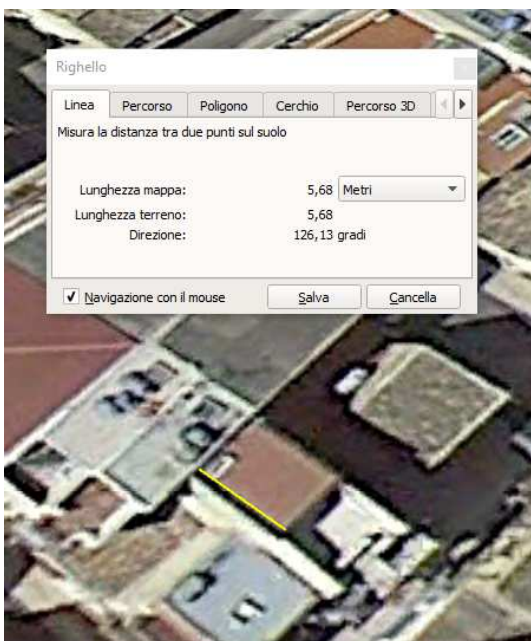 Righello
Linea
Percorso
Poligono
Cerchio
Percorso 3D
Misura la distanza tra due punti sul suolo
Lunghezza mappa: 5,68 Metri
Lunghezza terreno: 5,68
Direzione: 126,13 gradi
Navigazione con il mouse
Salva
Cancella